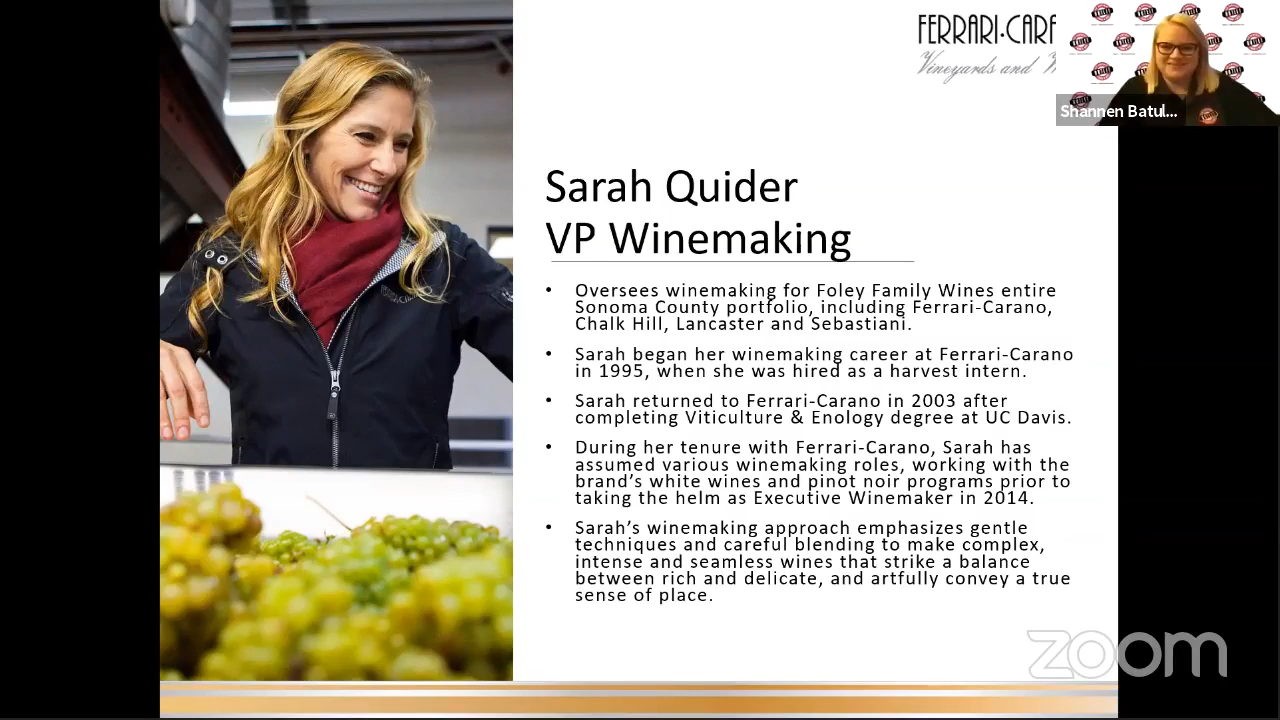 FERRARI·CARA
Vineyards and
Shannen Batul...
Sarah Quider
VP Winemaking
• Oversees winemaking for Foley Family Wines entire
Sonoma County portfolio, including Ferrari-Carano,
Chalk Hill, Lancaster and Sebastiani.
• Sarah began her winemaking career at Ferrari-Carano
in 1995, when she was hired as a harvest intern.
• Sarah returned to Ferrari-Carano in 2003 after
completing Viticulture & Enology degree at UC Davis.
• During her tenure with Ferrari-Carano, Sarah has
assumed various winemaking roles, working with the
brand's white wines and pinot noir programs prior to
taking the helm as Executive Winemaker in 2014.
• Sarah's winemaking approach emphasizes gentle
techniques and careful blending to make complex,
intense and seamless wines that strike a balance
between rich and delicate, and artfully convey a true
sense of place.
zoom